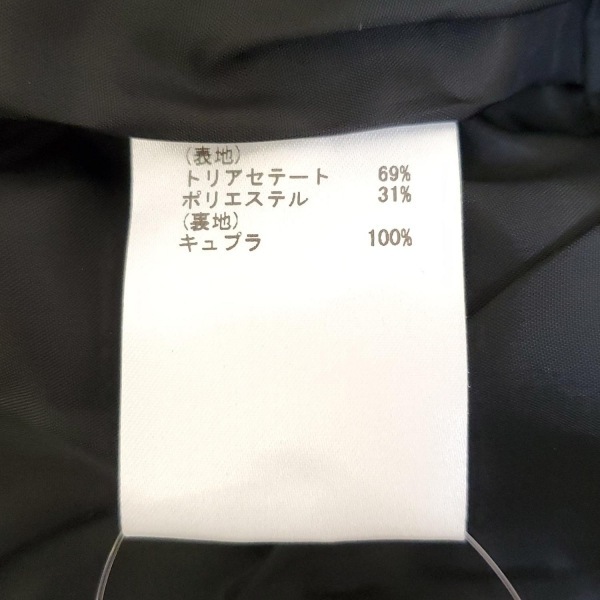 (表地)
トリアセテート 69%
ポリエステル 31%
(裏地)
キュプラ 100%